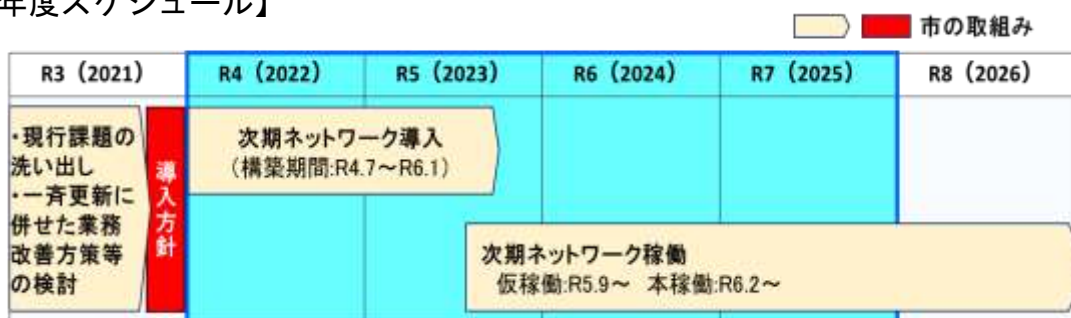 年度スケジュール】
市の取組み
R3（2021） R4（2022） R5（2023） R6（2024） R7（2025） R8（2026）
・現行課題の
洗い出し
・一斉更新に
併せた業務
改善方策等
の検討
導入方針
次期ネットワーク導入
（構築期間:R4.7～R6.1）
次期ネットワーク稼働
仮稼働:R5.9～ 本稼働:R6.2～